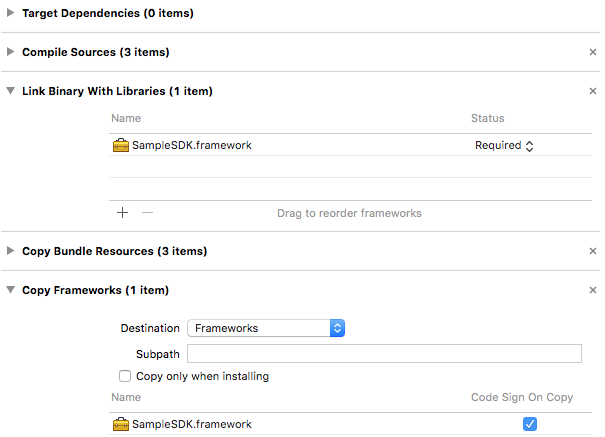 Target Dependencies (0 items)
Compile Sources (3 items)
Link Binary With Libraries (1 item)
Name Status
SampleSDK.framework Required
Drag to reorder frameworks
Copy Bundle Resources (3 items)
Copy Frameworks (1 item)
Destination Frameworks
Subpath
Copy only when installing
Name Code Sign On Copy
SampleSDK.framework